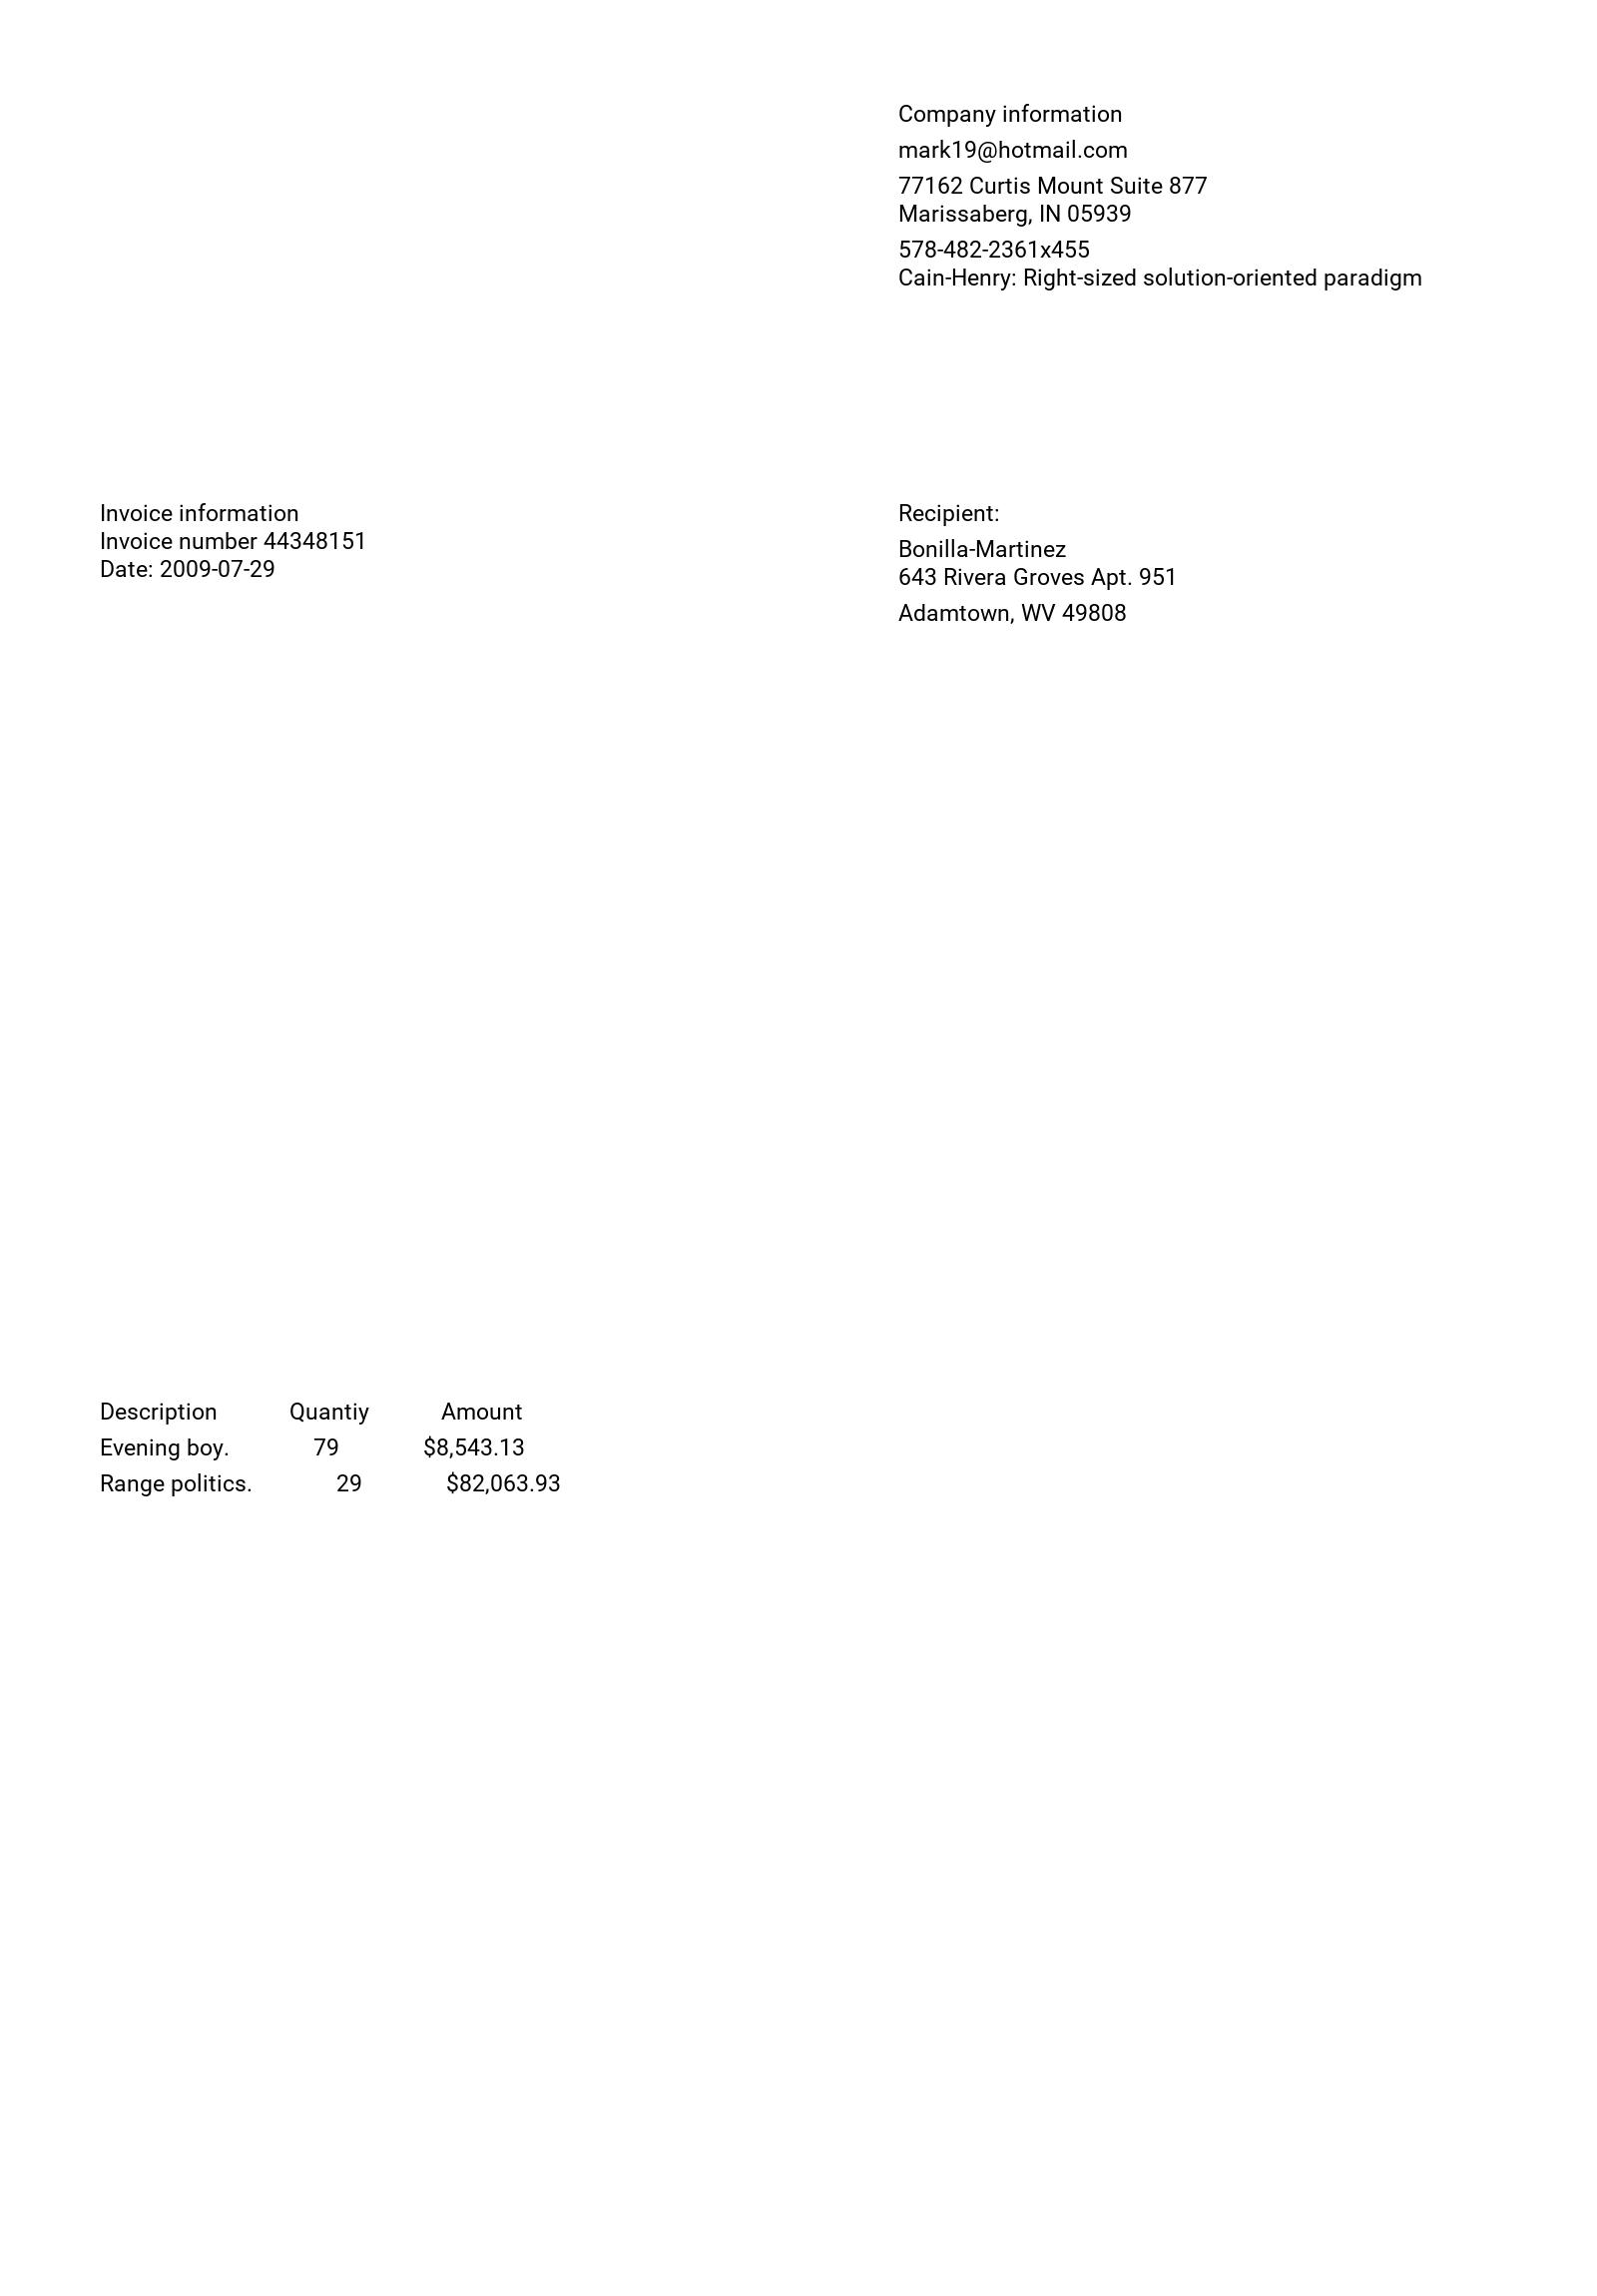 Company information
mark19@hotmail.com
77162 Curtis Mount Suite 877
Marissaberg, IN 05939
578-482-2361x455
Cain-Henry: Right-sized solution-oriented paradigm
Invoice information
Invoice number 44348151
Date: 2009-07-29
Recipient:
Bonilla-Martinez
643 Rivera Groves Apt. 951
Adamtown, WV 49808
Description Quantiy Amount
Evening boy. 79 $8,543.13
Range politics. 29 $82,063.93